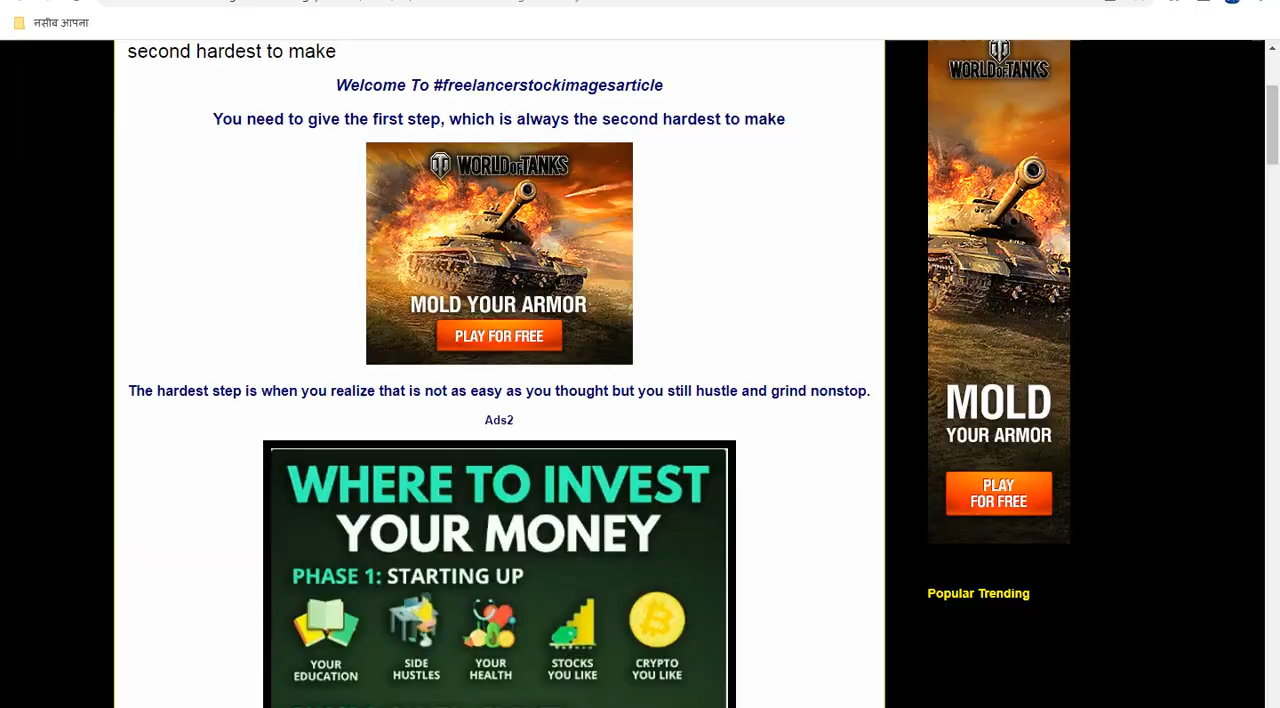 नसीब आपना
second hardest to make
Welcome To #freelancerstockimagesarticle
You need to give the first step, which is always the second hardest to make
WORLD OF TANKS
MOLD YOUR ARMOR
PLAY FOR FREE
The hardest step is when you realize that is not as easy as you thought but you still hustle and grind nonstop.
Ads2
WHERE TO INVEST
YOUR MONEY
PHASE 1: STARTING UP
YOUR
EDUCATION
SIDE
HUSTLES
YOUR
HEALTH
STOCKS
YOU LIKE
CRYPTO
YOU LIKE
WORLD OF TANKS
MOLD
YOUR ARMOR
PLAY
FOR FREE
Popular Trending